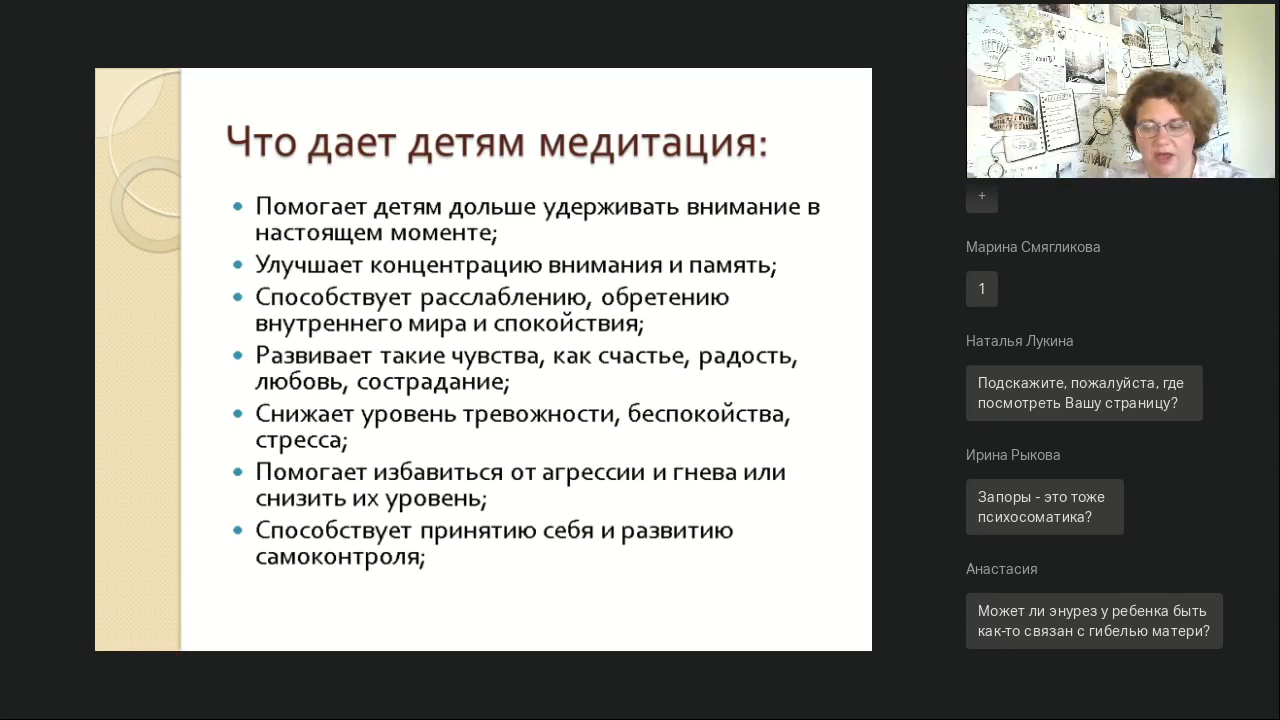 Что дает детям медитация:
Помогает детям дольше удерживать внимание в
настоящем моменте;
Улучшает концентрацию внимания и память;
Способствует расслаблению, обретению
внутреннего мира и спокойствия;
Развивает такие чувства, как счастье, радость,
любовь, сострадание;
Снижает уровень тревожности, беспокойства,
стресса;
Помогает избавиться от агрессии и гнева или
снизить их уровень;
Способствует принятию себя и развитию
самоконтроля;
+
Марина Смягликова
1
Наталья Лукина
Подскажите, пожалуйста, где
посмотреть Вашу страницу?
Ирина Рыкова
Запоры - это тоже
психосоматика?
Анастасия
Может ли энурез у ребенка быть
как-то связан с гибелью матери?